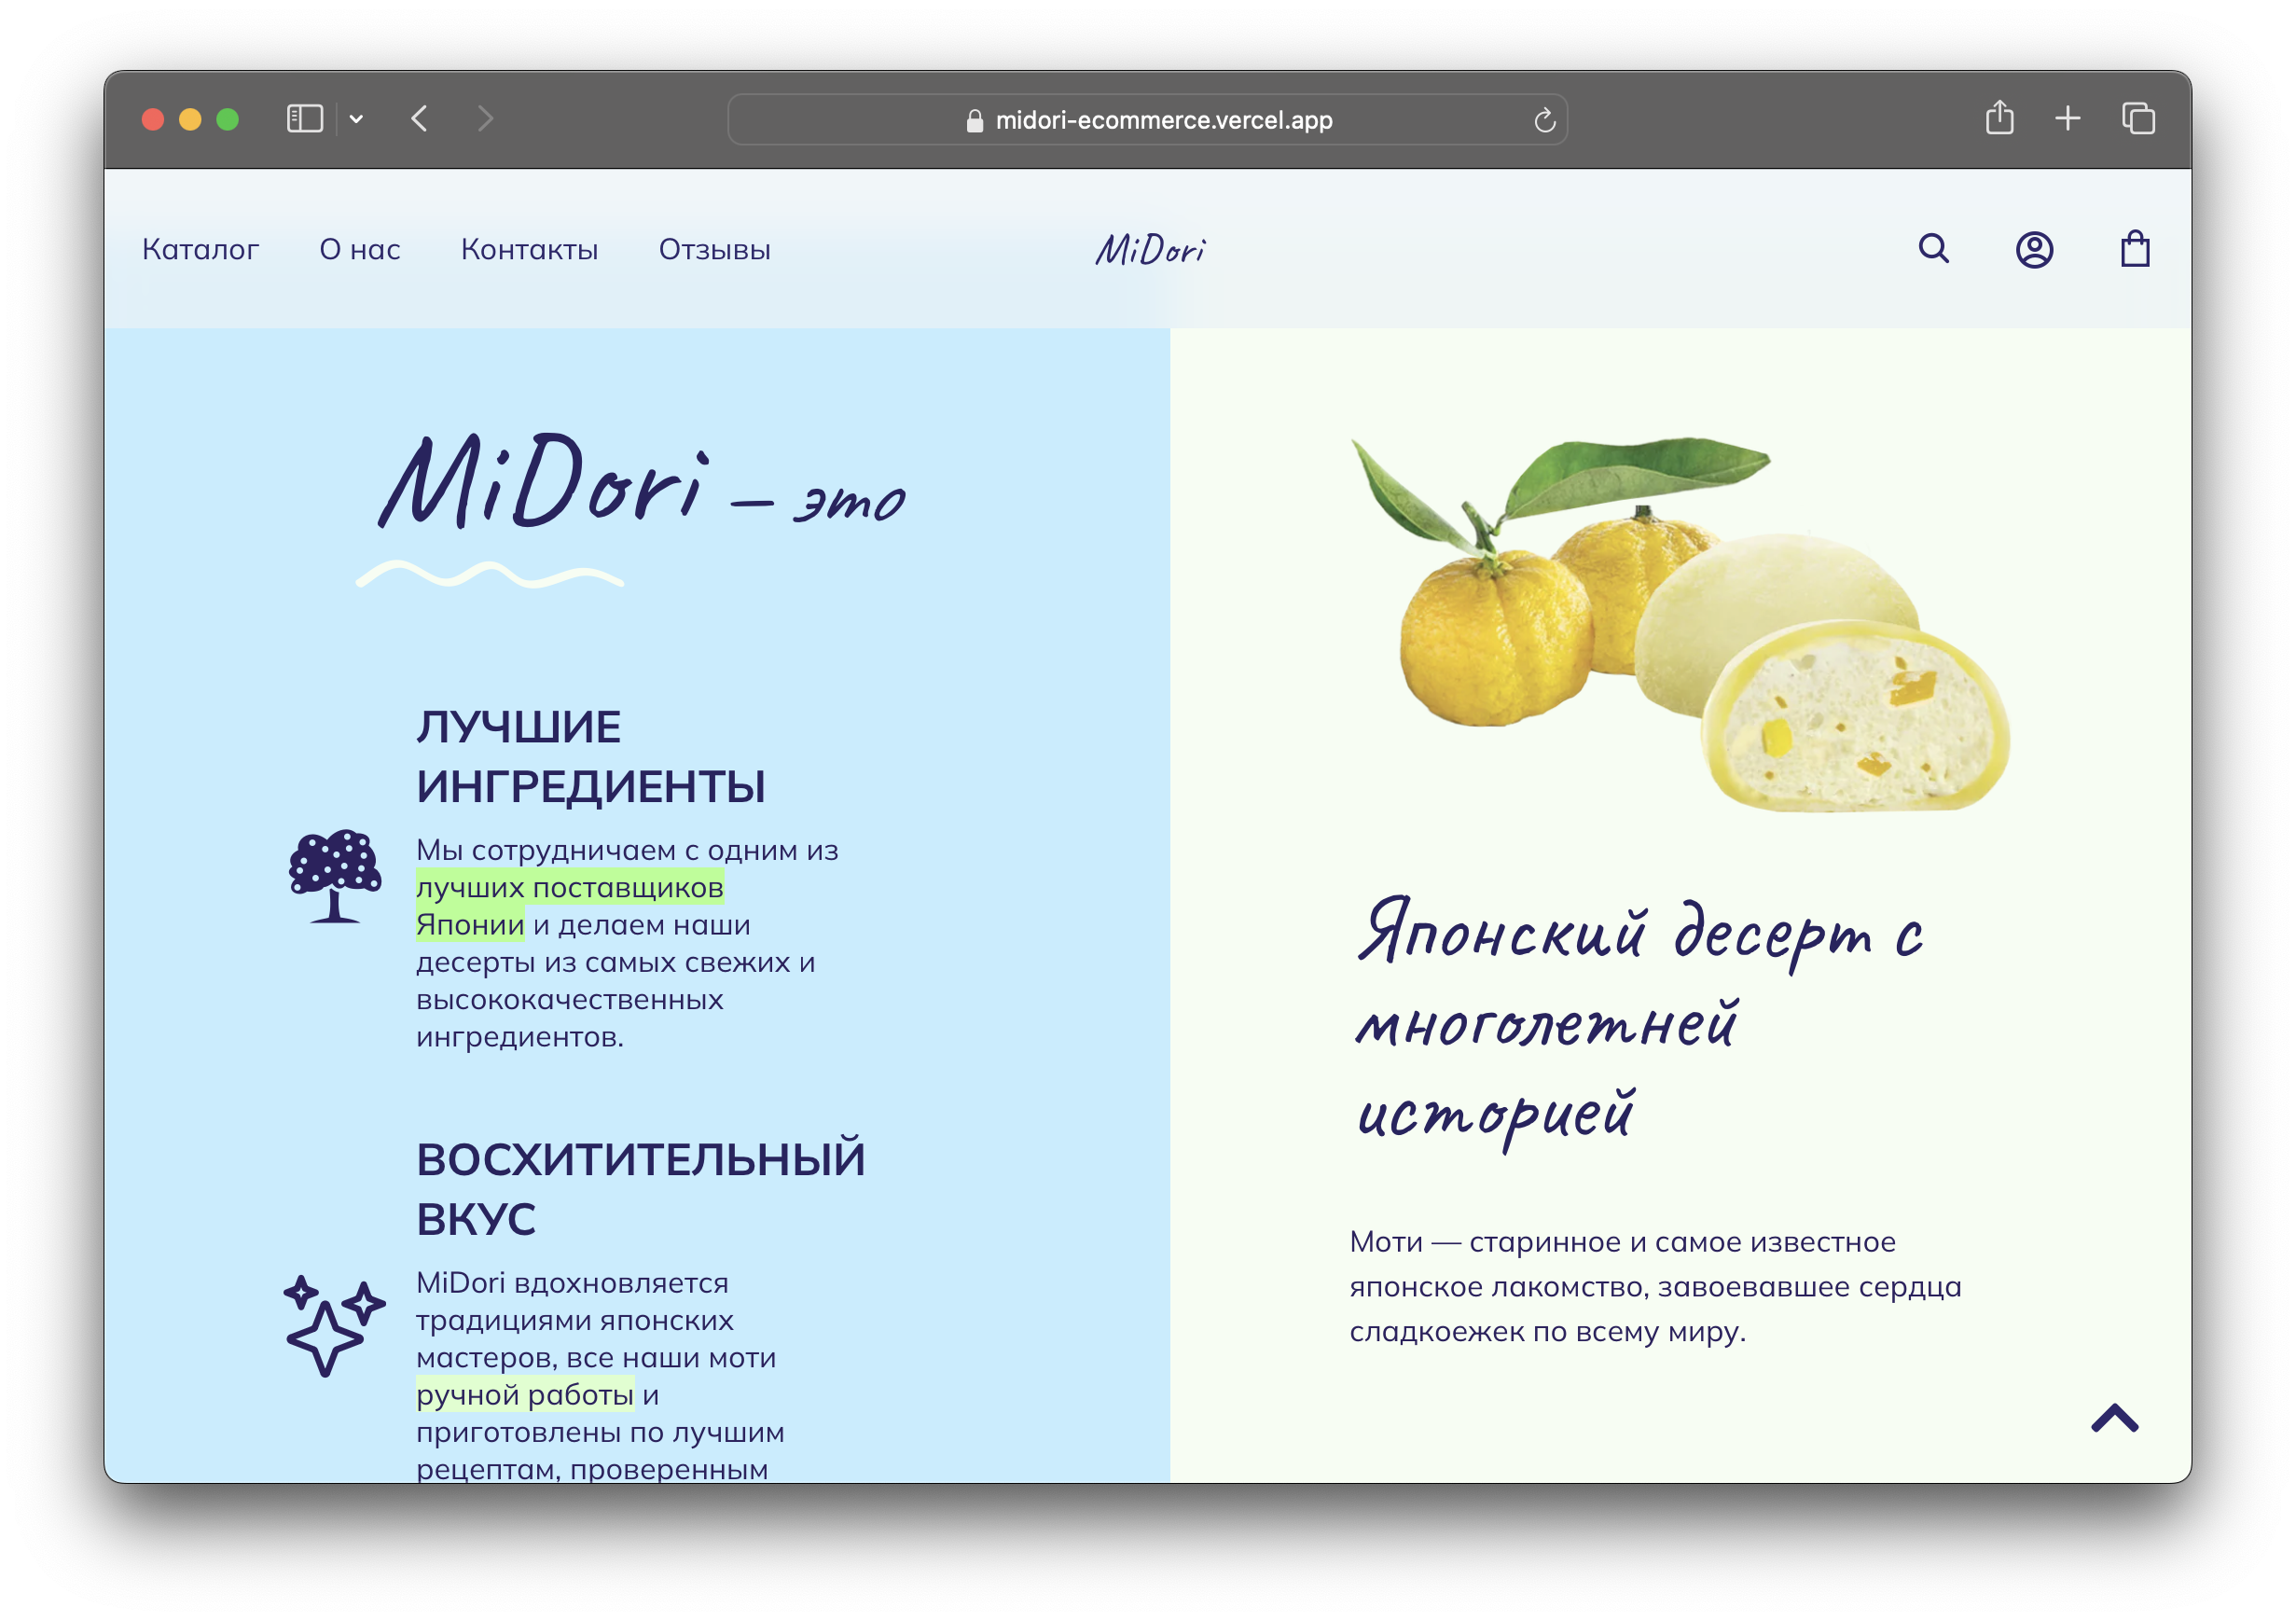 midori-ecommerce.vercel.app
Каталог
О нас
Контакты
Отзывы
MiDori
MiDori – это
ЛУЧШИЕ
ИНГРЕДИЕНТЫ
Мы сотрудничаем с одним из
лучших поставщиков
Японии и делаем наши
десерты из самых свежих и
высококачественных
ингредиентов.
ВОСХИТИТЕЛЬНЫЙ
ВКУС
MiDori вдохновляется
традициями японских
мастеров, все наши моти
ручной работы и
приготовлены по лучшим
рецептам, проверенным
Японский десерт с
многолетней
историей
Моти — старинное и самое известное
японское лакомство, завоевавшее сердца
сладкоежек по всему миру.